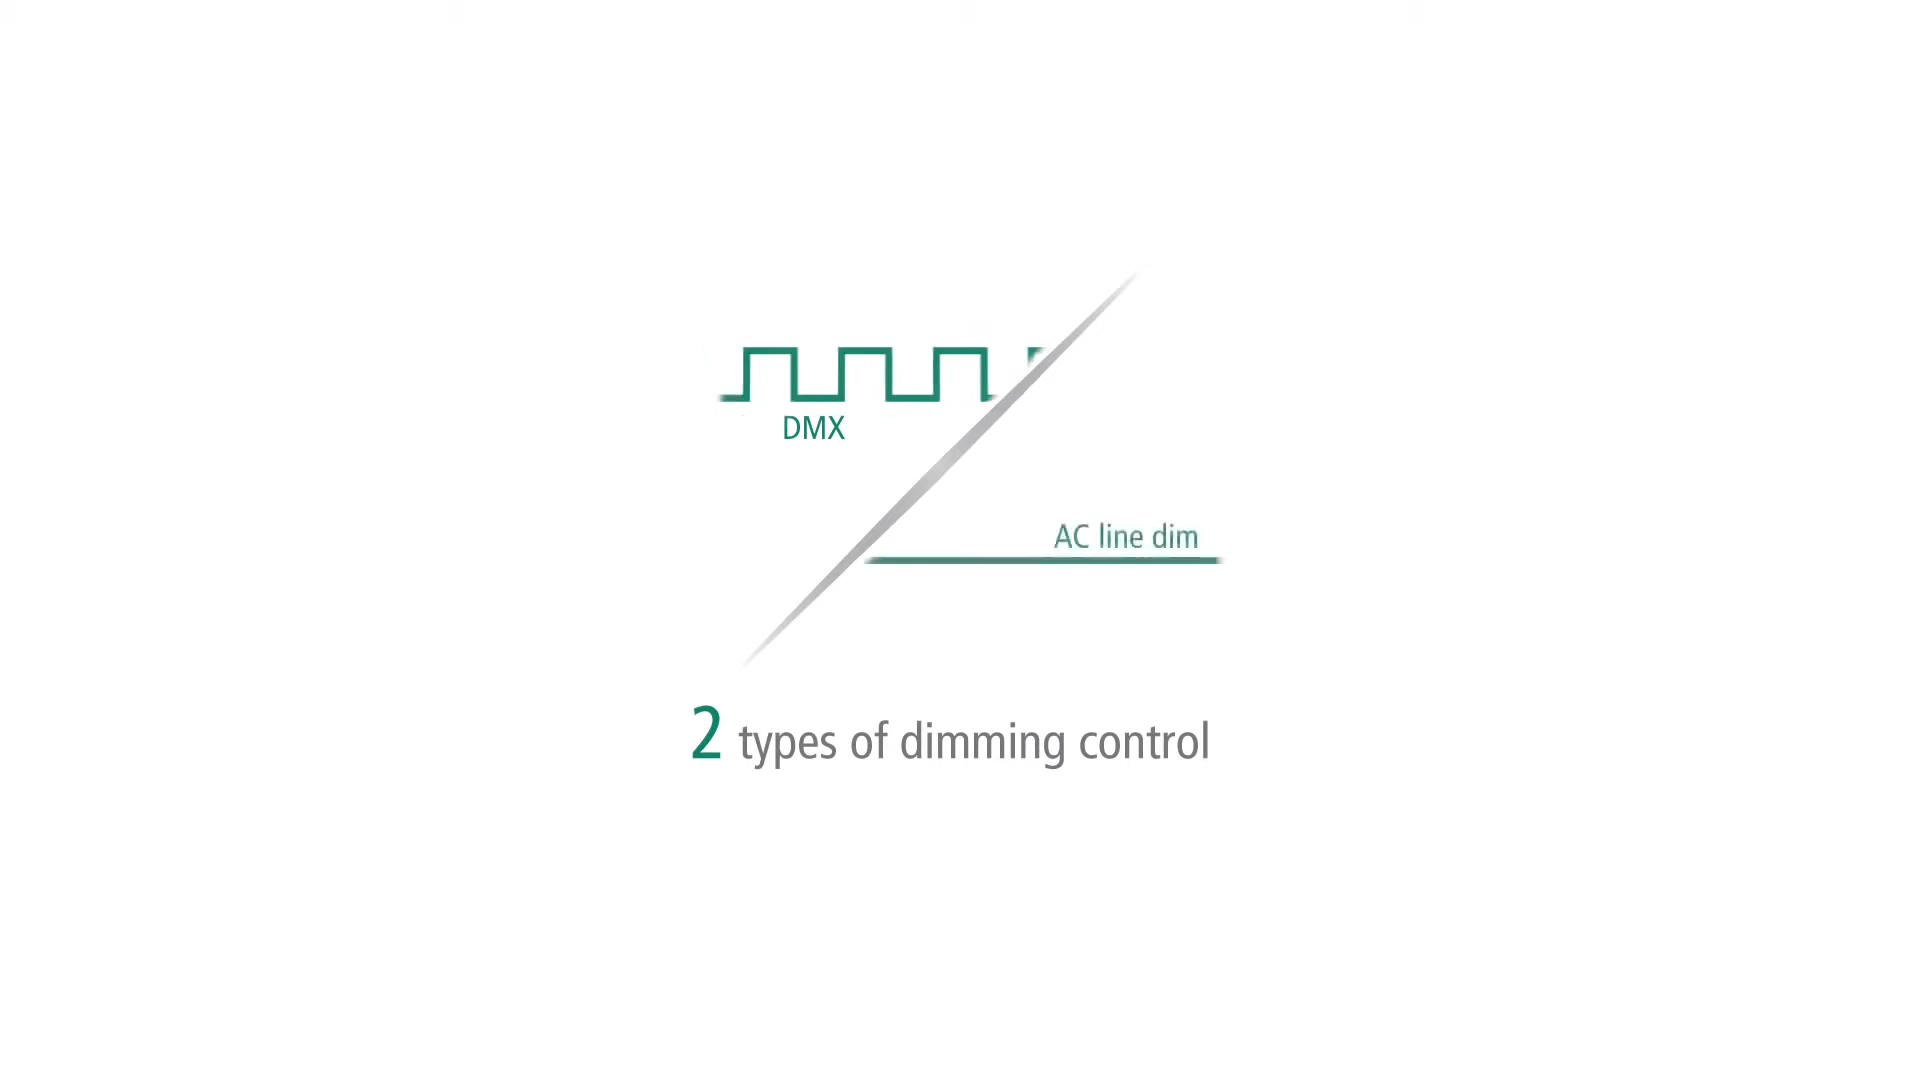 DMX
AC line dim
2 types of dimming control